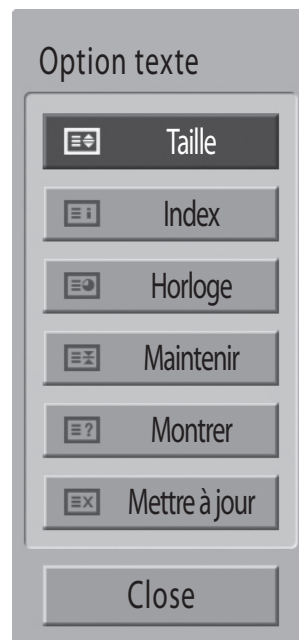 Option texte
Taille
Index
Horloge
Maintenir
Montrer
Mettre à jour
Close